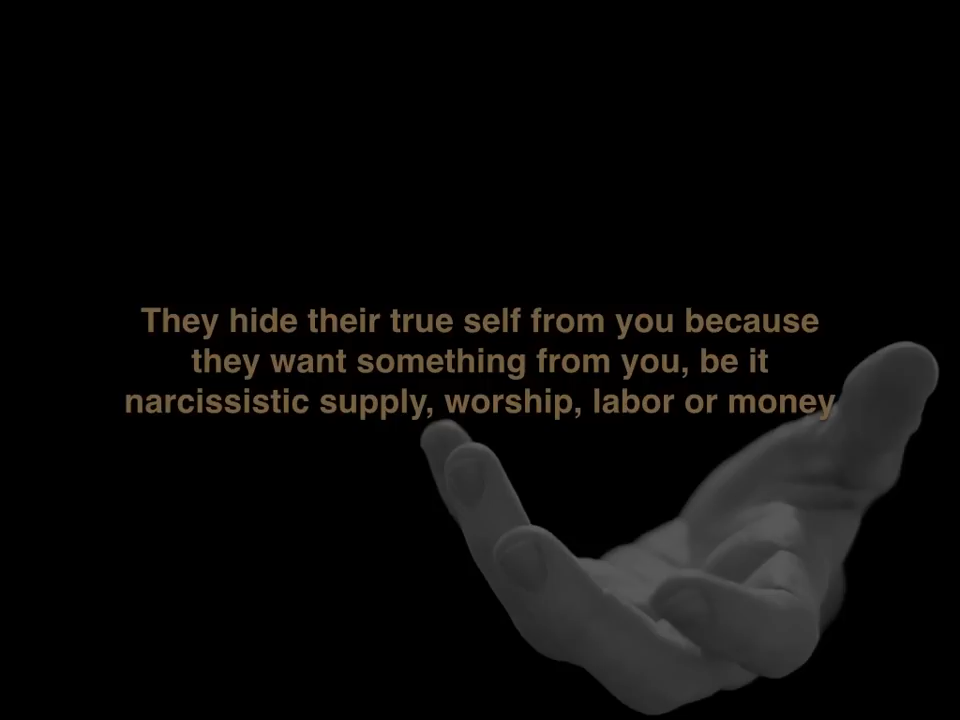 They hide their true self from you because
they want something from you, be it
narcissistic supply, worship, labor or money